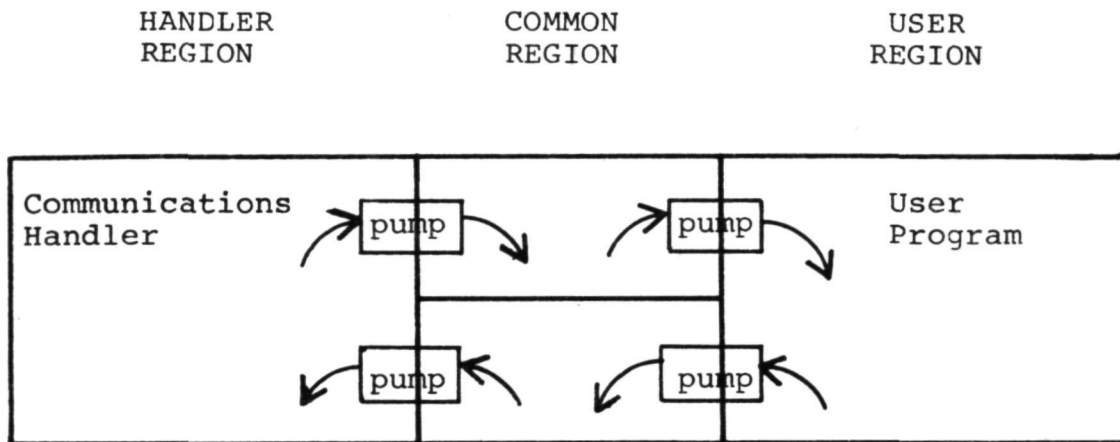 HANDLER
REGION
COMMON
REGION
USER
REGION
Communications
Handler
pump
pump
User
Program
pump
pump